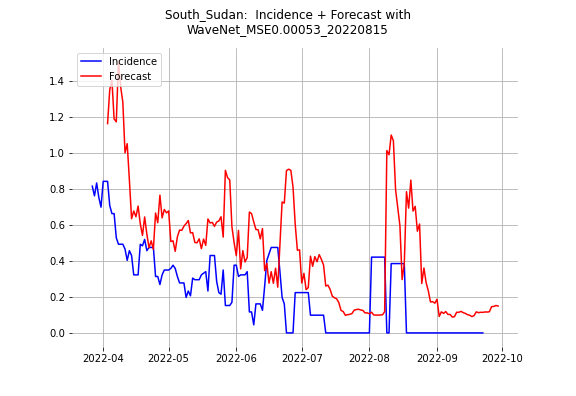 South_Sudan:  Incidence + Forecast with
WaveNet_MSE0.00053_20220815
Incidence
Forecast
1.4
1.2
1.0
0.8
0.6
0.4
0.2
0.0
2022-04 2022-05 2022-06 2022-07 2022-08 2022-09 2022-10